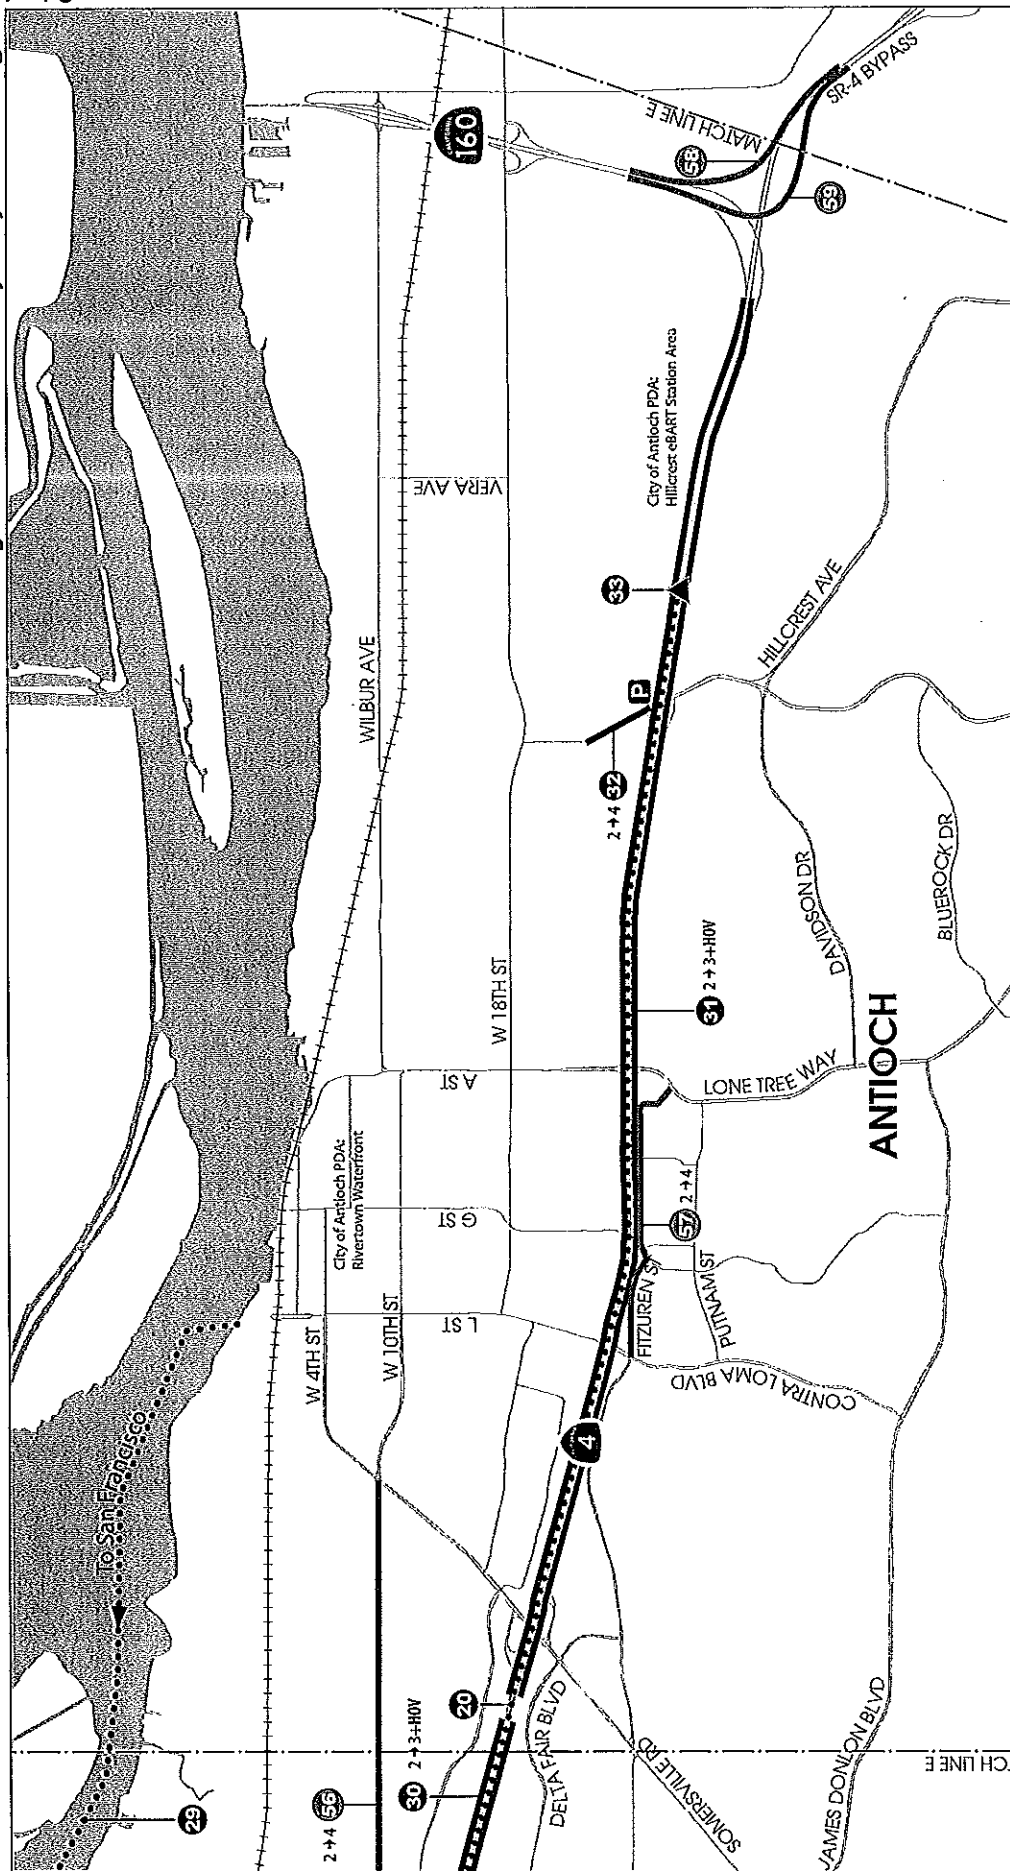 To San Francisco
29
2→4 56
30 2→3+HOV
20
DELTA FAIR BLVD
SOMERSVILLE RD
JAMES DONLON BLVD
CH LINE E
4
W 4TH ST
W 10TH ST
L ST
FITZUREN ST
PUTNAM ST
CONTRA LOMA BLVD
City of Antioch PDA:
Rivertown Waterfront
G ST
57 2→4
A ST
W 18TH ST
LONE TREE WAY
ANTIOCH
31 2→3+HOV
DAVIDSON DR
BLUEROCK DR
WILBUR AVE
2→4 32
P
33
HILLCREST AVE
VERA AVE
City of Antioch PDA:
Hillcrest eBART Station Area
160
58
59
MATCH LINE E
SR-4 BYPASS